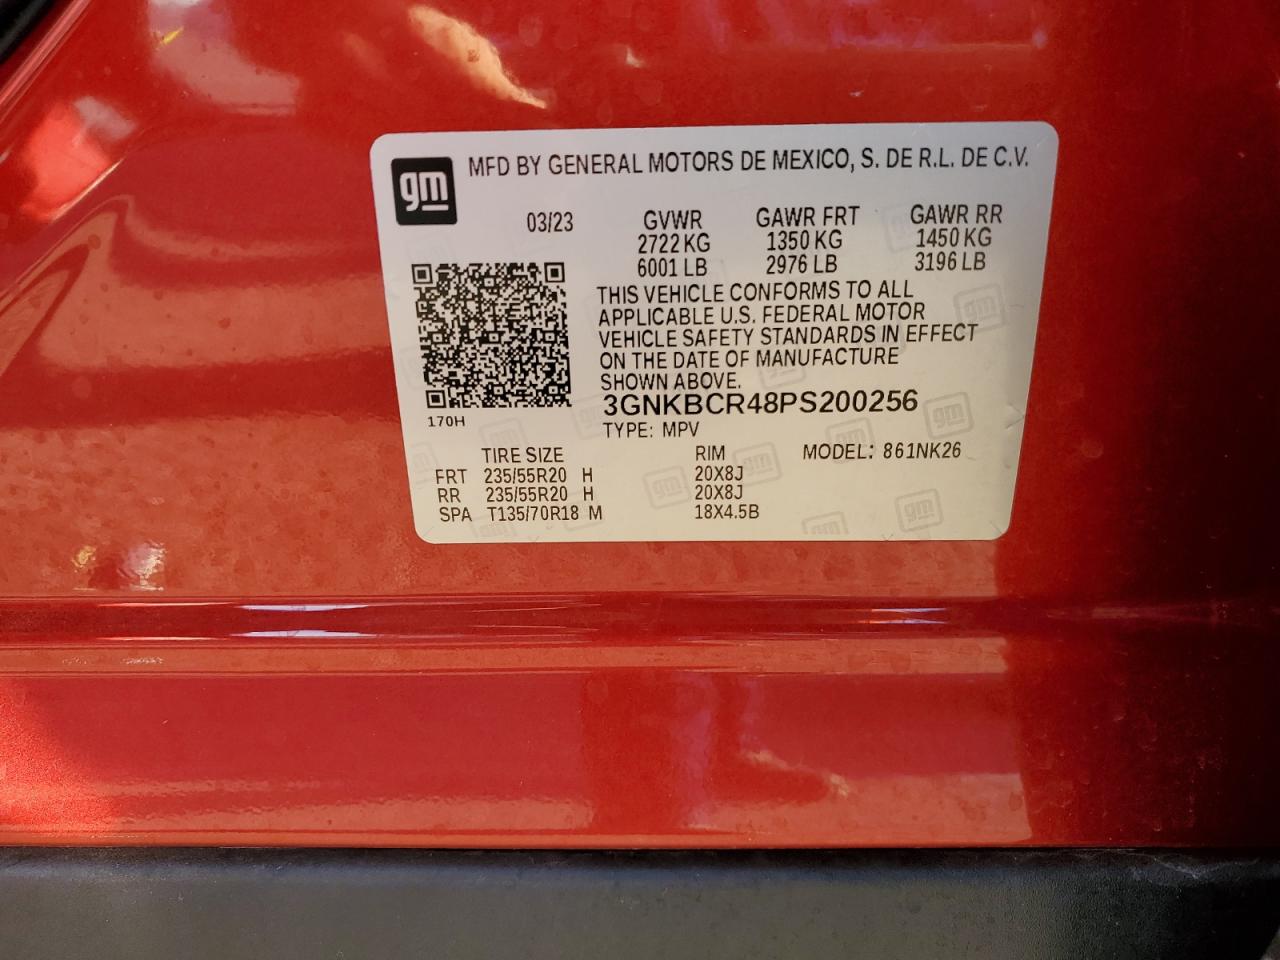 gm MFD BY GENERAL MOTORS DE MEXICO, S. DE R.L. DE C.V.
03/23 GVWR GAWR FRT GAWR RR
2722 KG 1350 KG 1450 KG
6001 LB 2976 LB 3196 LB
THIS VEHICLE CONFORMS TO ALL
APPLICABLE U.S. FEDERAL MOTOR
VEHICLE SAFETY STANDARDS IN EFFECT
ON THE DATE OF MANUFACTURE
SHOWN ABOVE.
3GNKBCR48PS200256
170H
TYPE: MPV
TIRE SIZE RIM MODEL: 861NK26
FRT 235/55R20 H 20X8J
RR 235/55R20 H 20X8J
SPA T135/70R18 M 18X4.5B